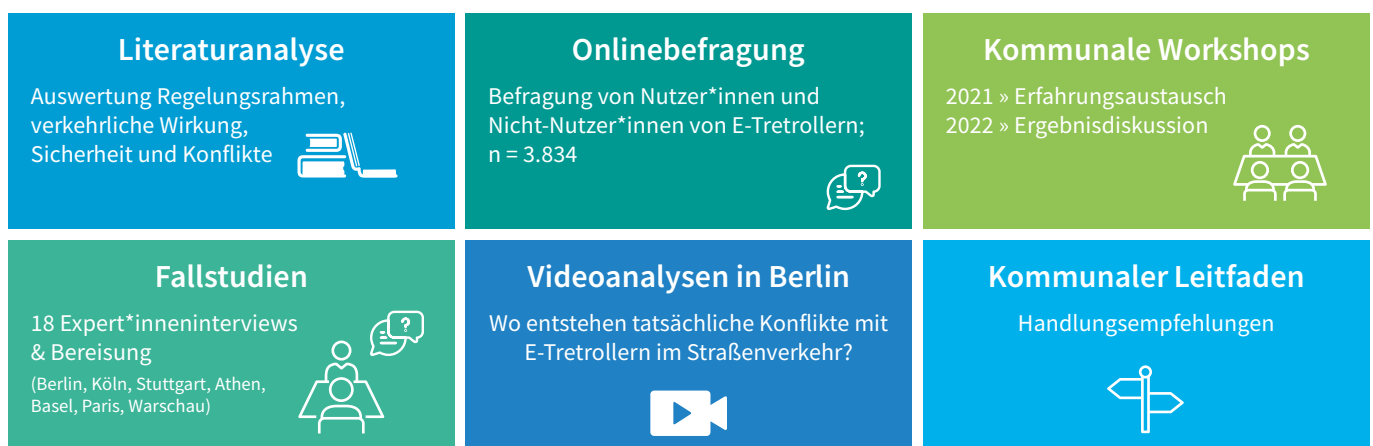 Literaturanalyse
Auswertung Regelungsrahmen,
verkehrliche Wirkung,
Sicherheit und Konflikte
Onlinebefragung
Befragung von Nutzer*innen und
Nicht-Nutzer*innen von E-Tretrollern;
n = 3.834
?
Kommunale Workshops
2021 » Erfahrungsaustausch
2022 » Ergebnisdiskussion
Fallstudien
18 Expert*inneninterviews
& Bereisung
(Berlin, Köln, Stuttgart, Athen,
Basel, Paris, Warschau)
?
Videoanalysen in Berlin
Wo entstehen tatsächliche Konflikte mit
E-Tretrollern im Straßenverkehr?
Kommunaler Leitfaden
Handlungsempfehlungen